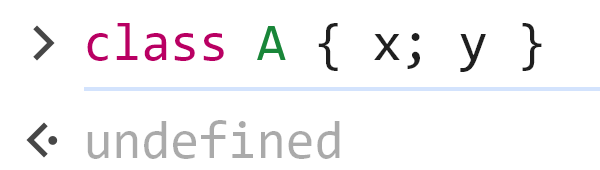 > class A { x; y }
undefined